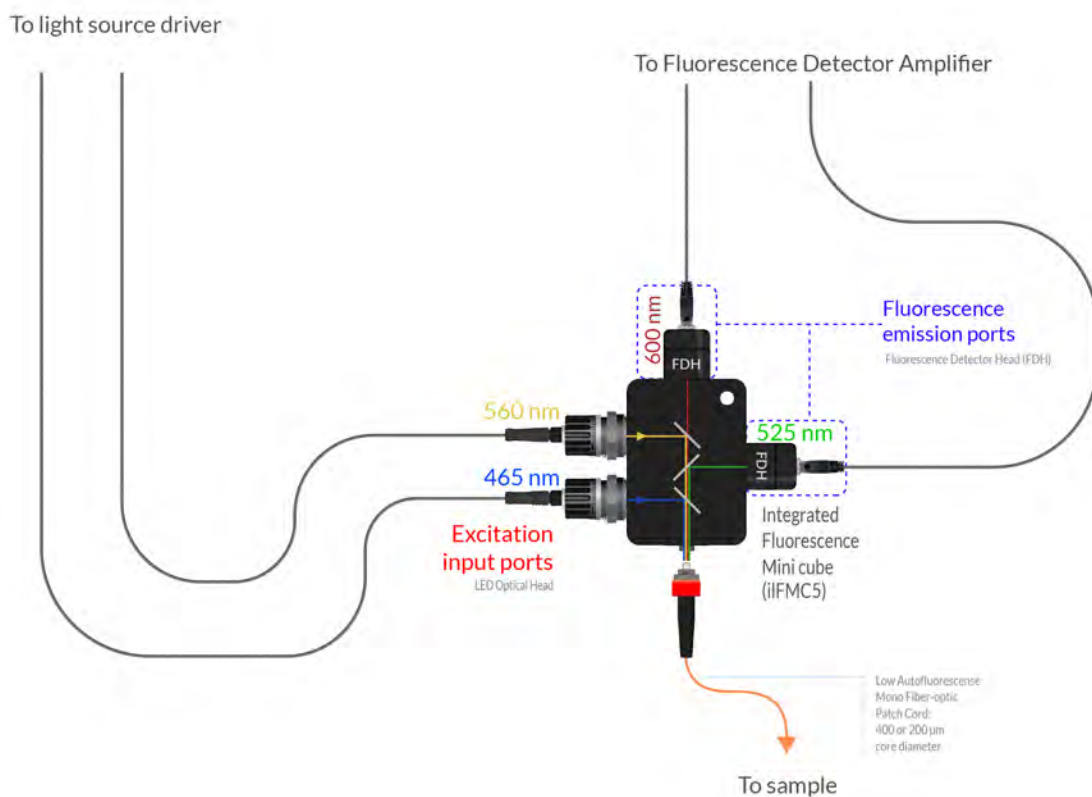 To light source driver
To Fluorescence Detector Amplifier
600 nm
FDH
Fluorescence
emission ports
Fluorescence Detector Head (FDH)
560 nm
525 nm
FDH
465 nm
Excitation
input ports
LED Optical Head
Integrated
Fluorescence
Mini cube
(ilFMC5)
Low Autofluorescense
Mono Fiber-optic
Patch Cord:
400 or 200 µm
core diameter
To sample